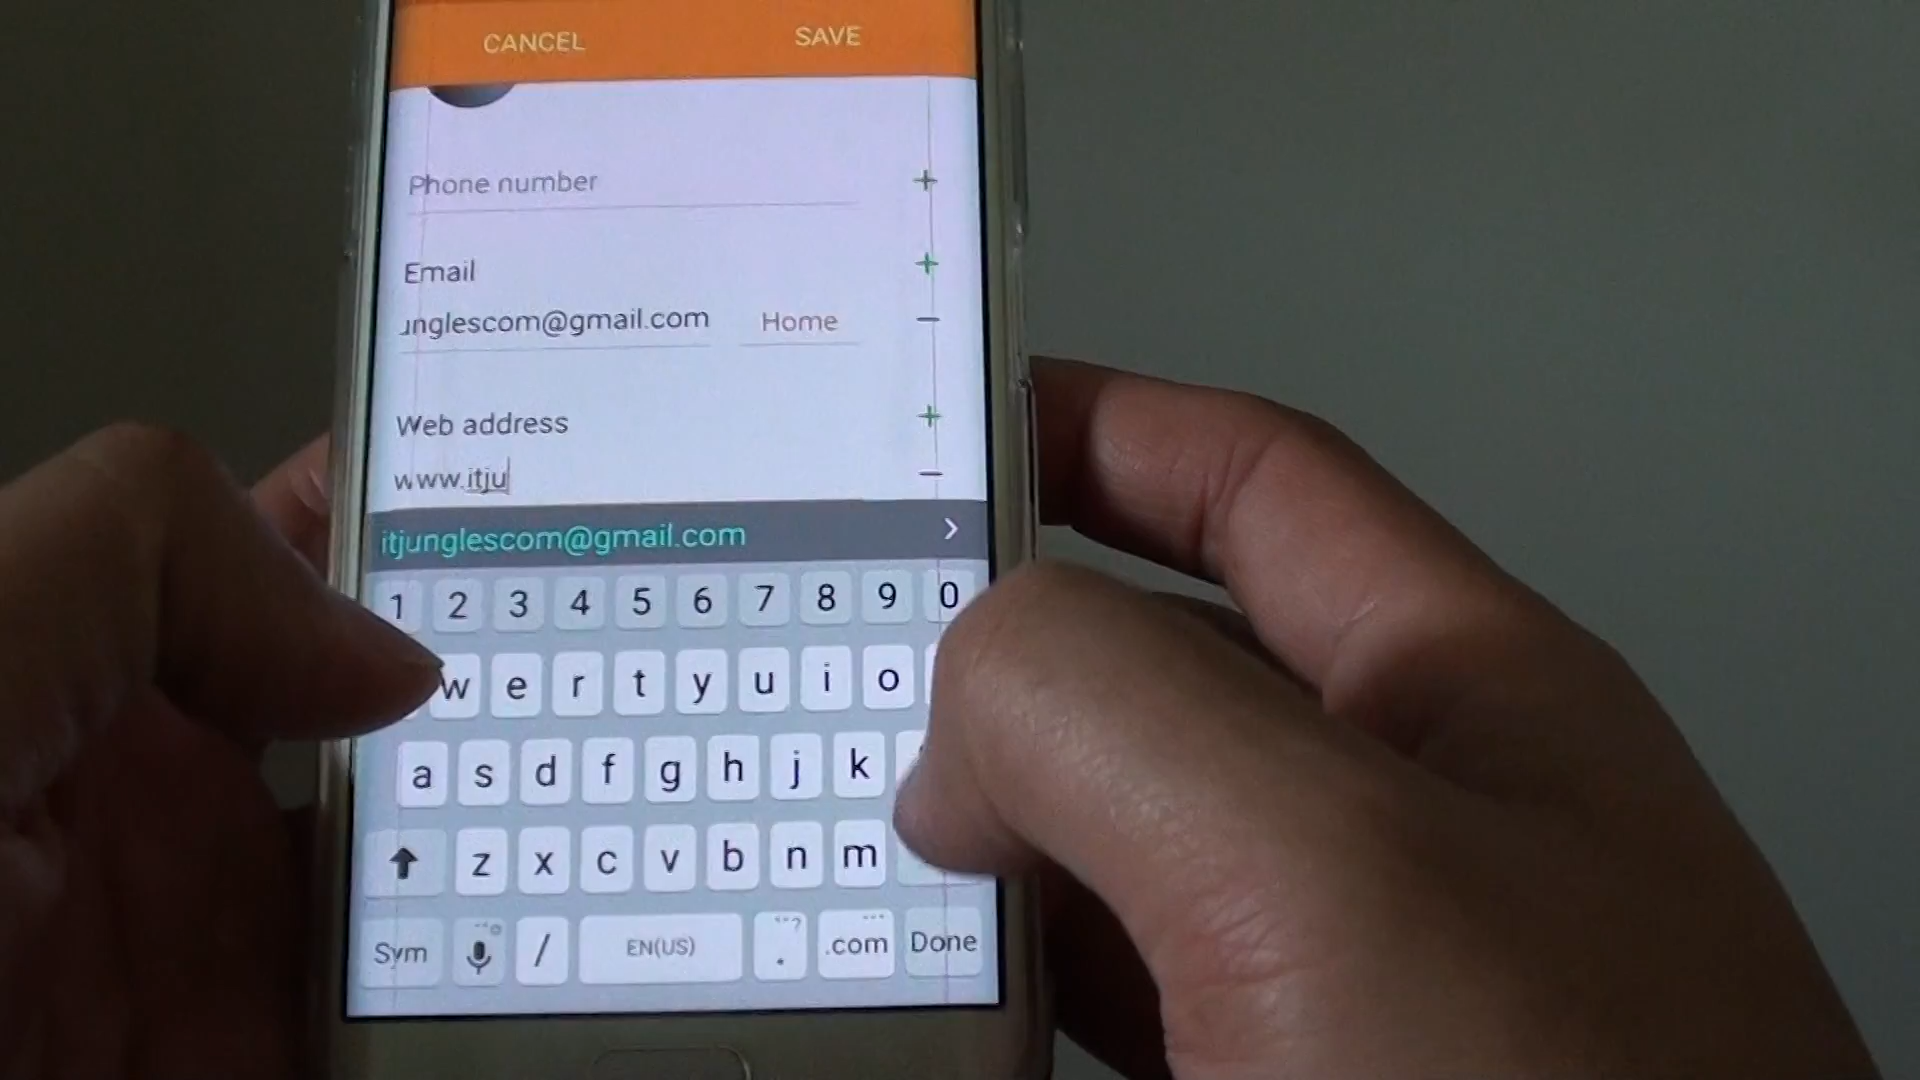 CANCEL SAVE
Phone number +
Email +
unglescom@gmail.com Home −
Web address +
www.itju −
itjunglescom@gmail.com >
1 2 3 4 5 6 7 8 9 0
w e r t y u i o
a s d f g h j k
z x c v b n m
Sym / EN(US) . .com Done